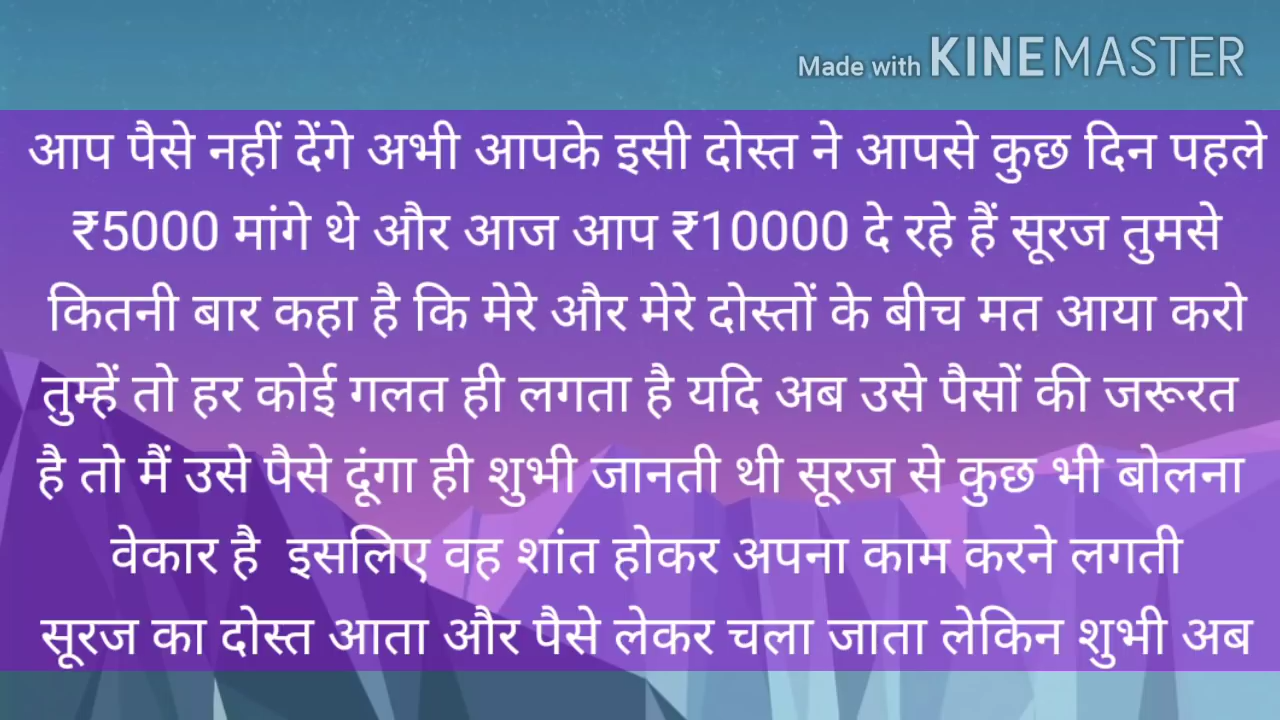 Made with KINEMASTER
आप पैसे नहीं देंगे अभी आपके इसी दोस्त ने आपसे कुछ दिन पहले
₹5000 मांगे थे और आज आप ₹10000 दे रहे हैं सूरज तुमसे
कितनी बार कहा है कि मेरे और मेरे दोस्तों के बीच मत आया करो
तुम्हें तो हर कोई गलत ही लगता है यदि अब उसे पैसों की जरूरत
है तो मैं उसे पैसे दूंगा ही शुभी जानती थी सूरज से कुछ भी बोलना
वेकार है  इसलिए वह शांत होकर अपना काम करने लगती
सूरज का दोस्त आता और पैसे लेकर चला जाता लेकिन शुभी अब